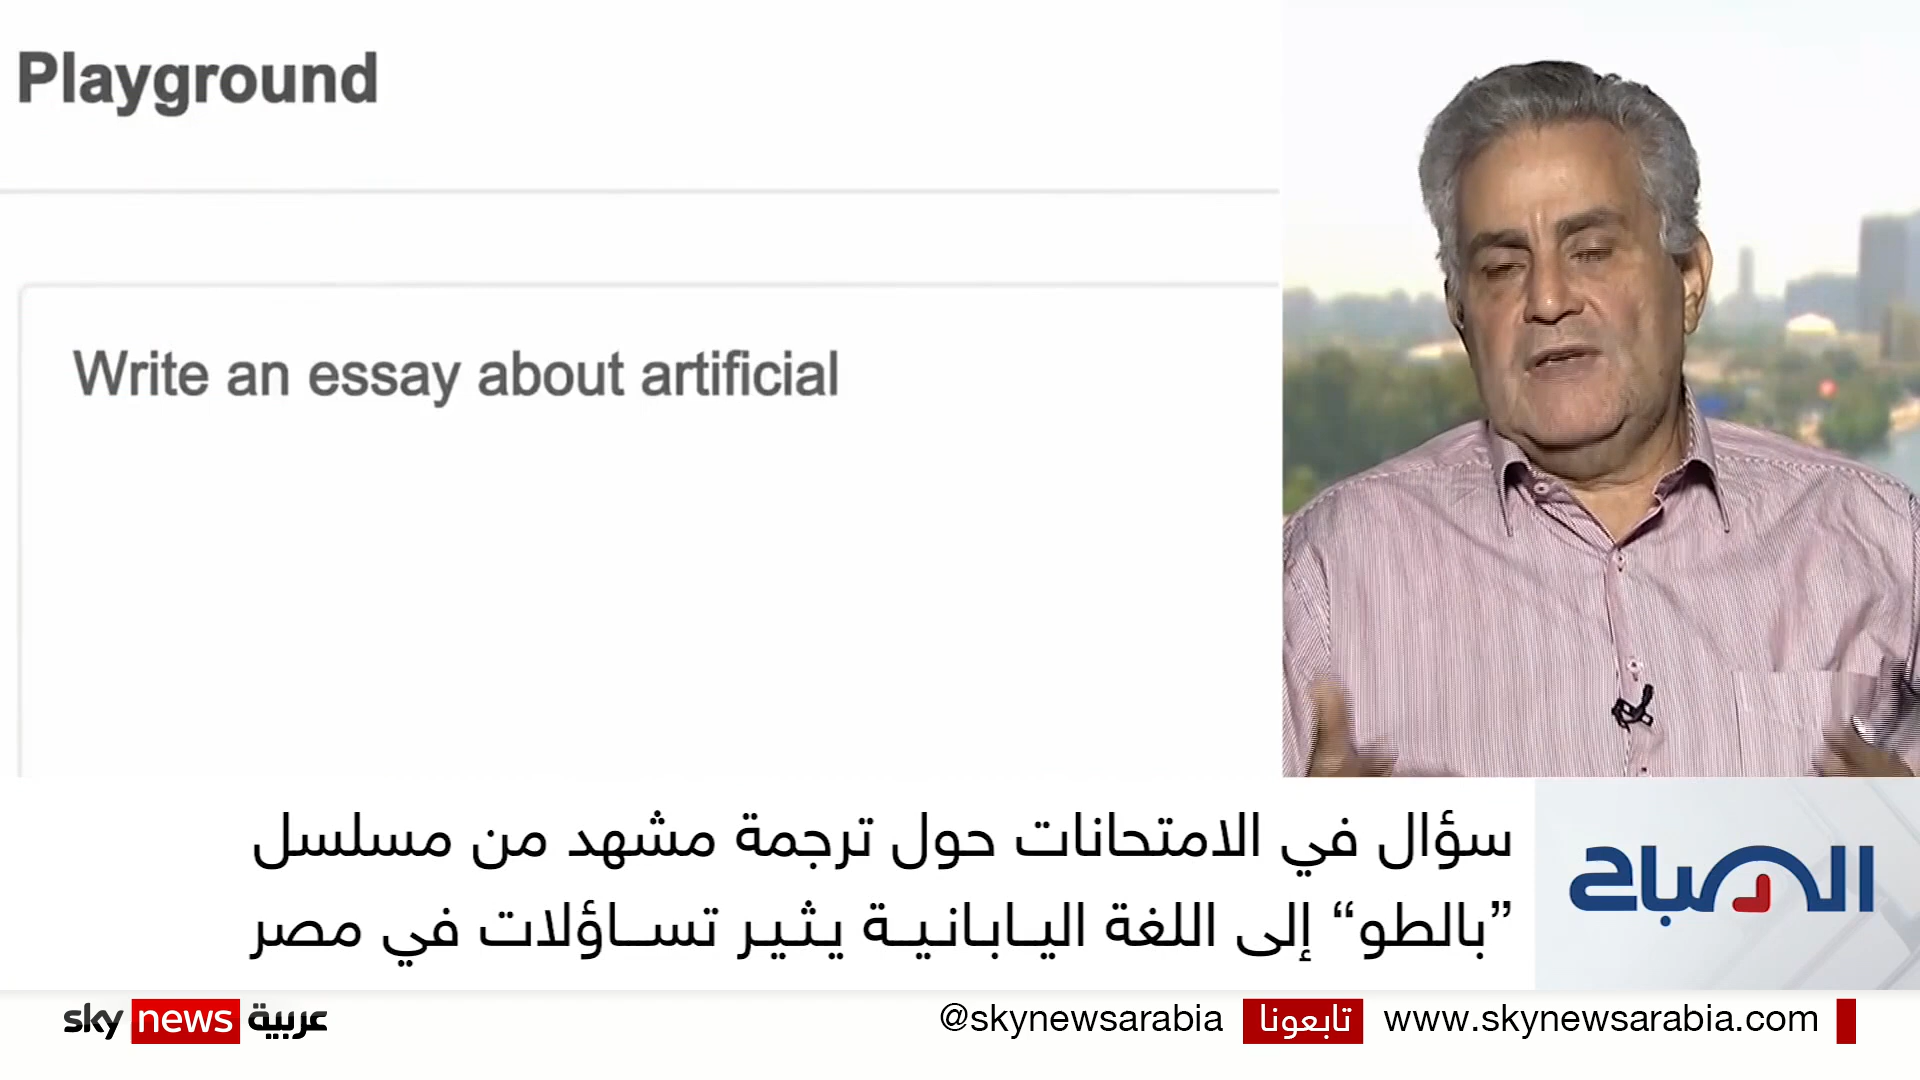 Playground
Write an essay about artificial
سؤال في الامتحانات حول ترجمة مشهد من مسلسل
”بالطو“ إلى اللغة اليابانية يثير تساؤلات في مصر
الصباح
sky news عربية
@skynewsarabia تابعونا www.skynewsarabia.com